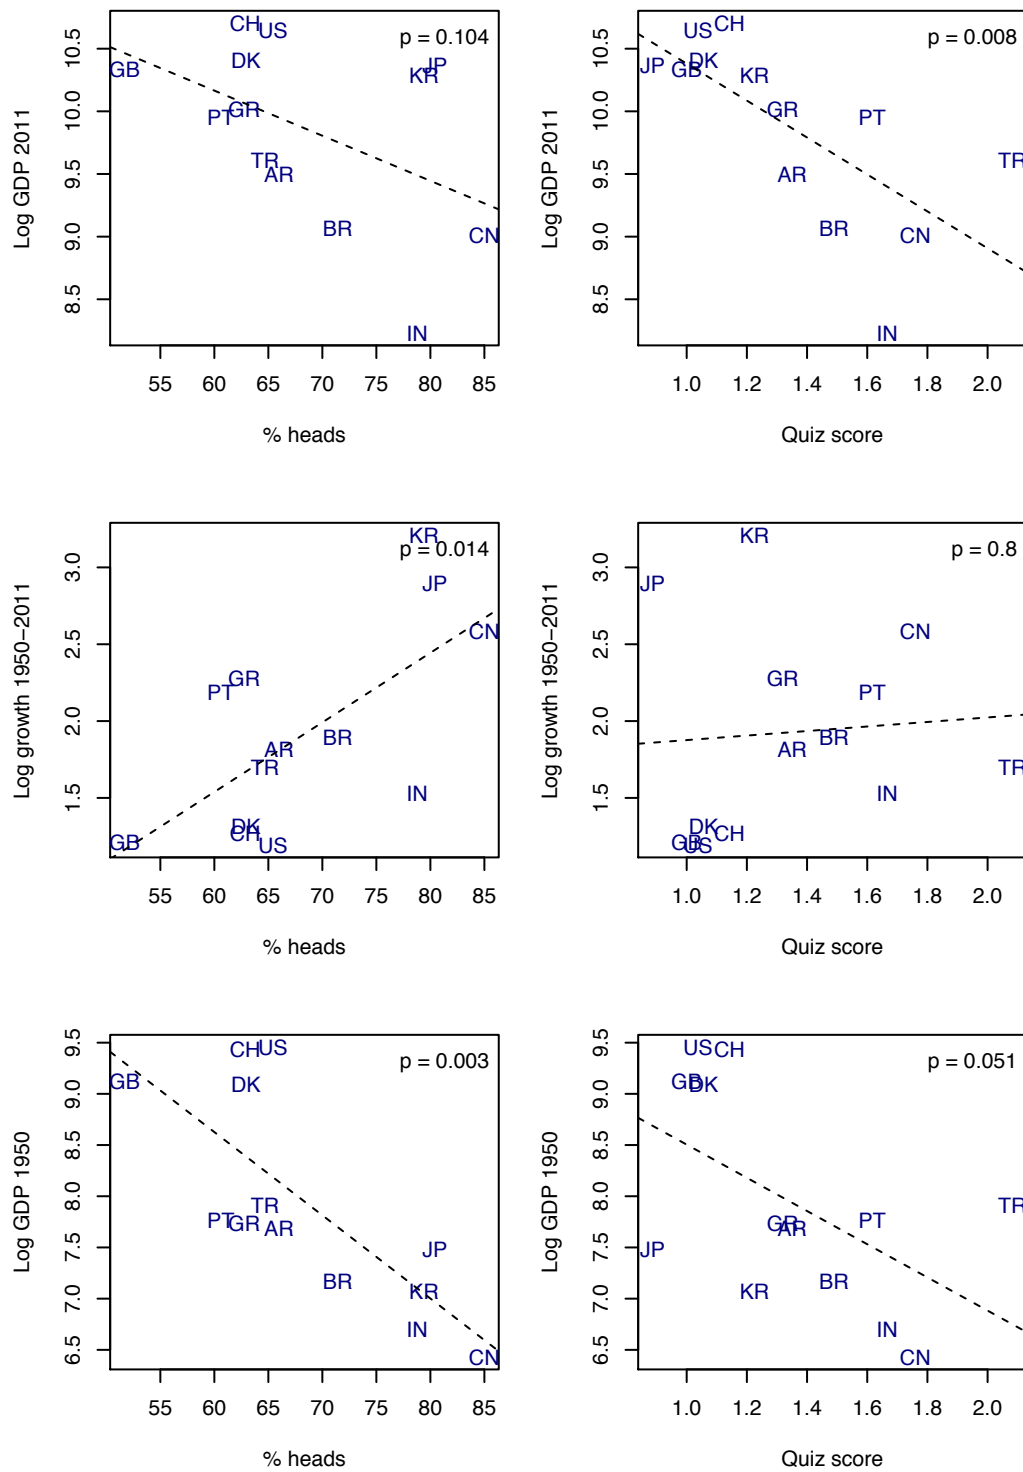 CH US
p = 0.104
DK
GB
JP
KR
GR
PT
TR
AR
BR
CN
IN
10.5
10.0
9.5
9.0
8.5
Log GDP 2011
55 60 65 70 75 80 85
% heads
CH
US
p = 0.008
DK
JP
GB
KR
GR
PT
TR
AR
BR
CN
IN
10.5
10.0
9.5
9.0
8.5
Log GDP 2011
1.0 1.2 1.4 1.6 1.8 2.0
Quiz score
KR
p = 0.014
JP
CN
GR
PT
BR
AR
TR
IN
DK
CH
GB
US
3.0
2.5
2.0
1.5
Log growth 1950−2011
55 60 65 70 75 80 85
% heads
KR
p = 0.8
JP
CN
GR
PT
BR
AR
TR
IN
DK
CH
GB
US
3.0
2.5
2.0
1.5
Log growth 1950−2011
1.0 1.2 1.4 1.6 1.8 2.0
Quiz score
CH US
p = 0.003
GB
DK
TR
PT
GR
AR
JP
BR
KR
IN
CN
9.5
9.0
8.5
8.0
7.5
7.0
6.5
Log GDP 1950
55 60 65 70 75 80 85
% heads
US CH
p = 0.051
GB
DK
TR
PT
GR
AR
JP
BR
KR
IN
CN
9.5
9.0
8.5
8.0
7.5
7.0
6.5
Log GDP 1950
1.0 1.2 1.4 1.6 1.8 2.0
Quiz score